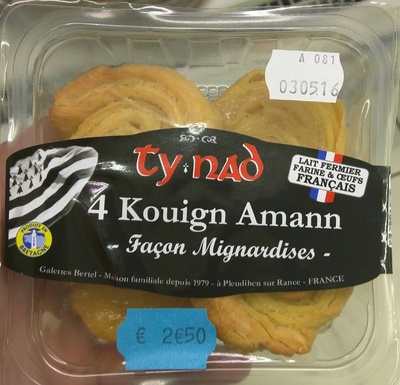 A 081
030516
ty nad
LAIT FERMIER
FARINE & ŒUFS
FRANÇAIS
4 Kouign Amann
- Façon Mignardises -
PRODUIT EN
BRETAGNE
Galettes Bertel - Maison familiale depuis 1979 - à Pleudihen sur Rance - FRANCE
€ 2€50